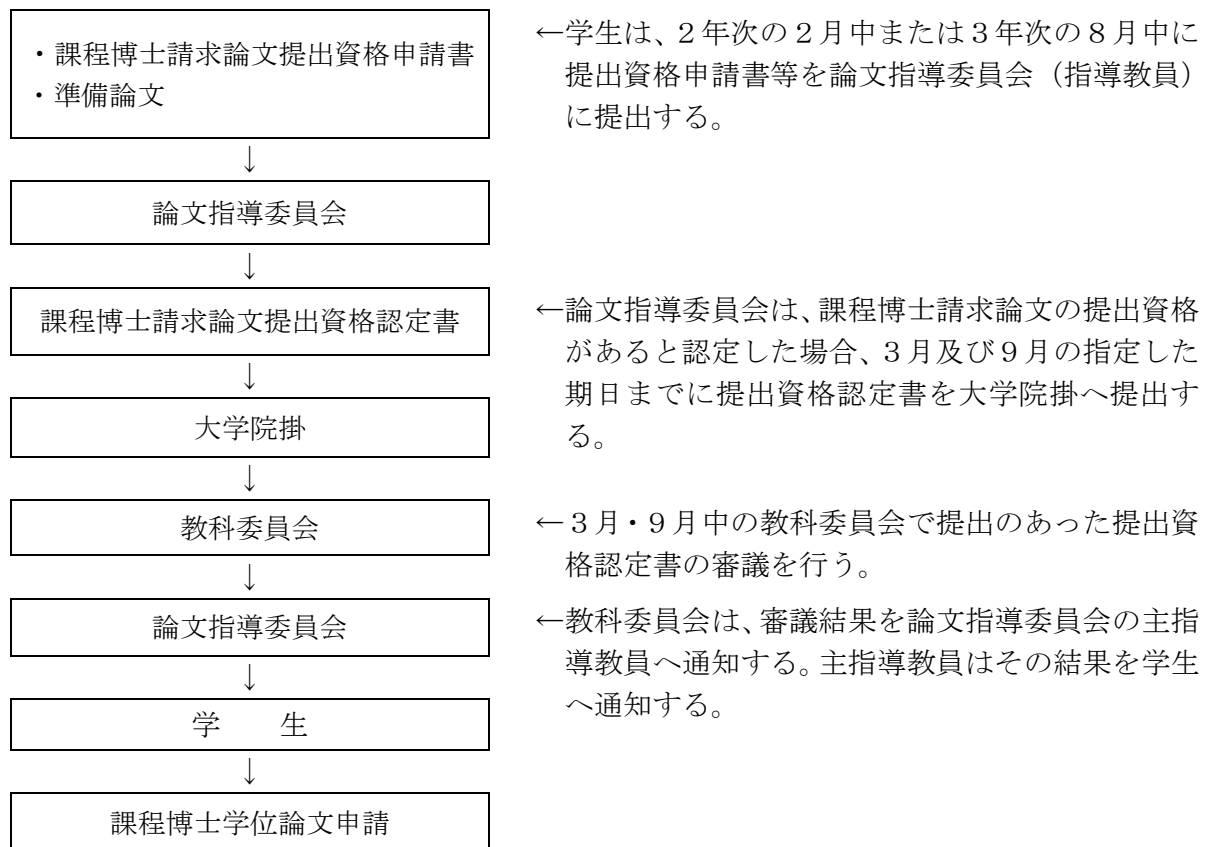 ・課程博士請求論文提出資格申請書
・準備論文
←学生は、２年次の２月中または３年次の８月中に
提出資格申請書等を論文指導委員会（指導教員）
に提出する。
↓
論文指導委員会
↓
課程博士請求論文提出資格認定書
←論文指導委員会は、課程博士請求論文の提出資格
があると認定した場合、３月及び９月の指定した
期日までに提出資格認定書を大学院掛へ提出す
る。
↓
大学院掛
↓
教科委員会
←３月・９月中の教科委員会で提出のあった提出資
格認定書の審議を行う。
↓
論文指導委員会
←教科委員会は、審議結果を論文指導委員会の主指
導教員へ通知する。主指導教員はその結果を学生
へ通知する。
↓
学　　生
↓
課程博士学位論文申請